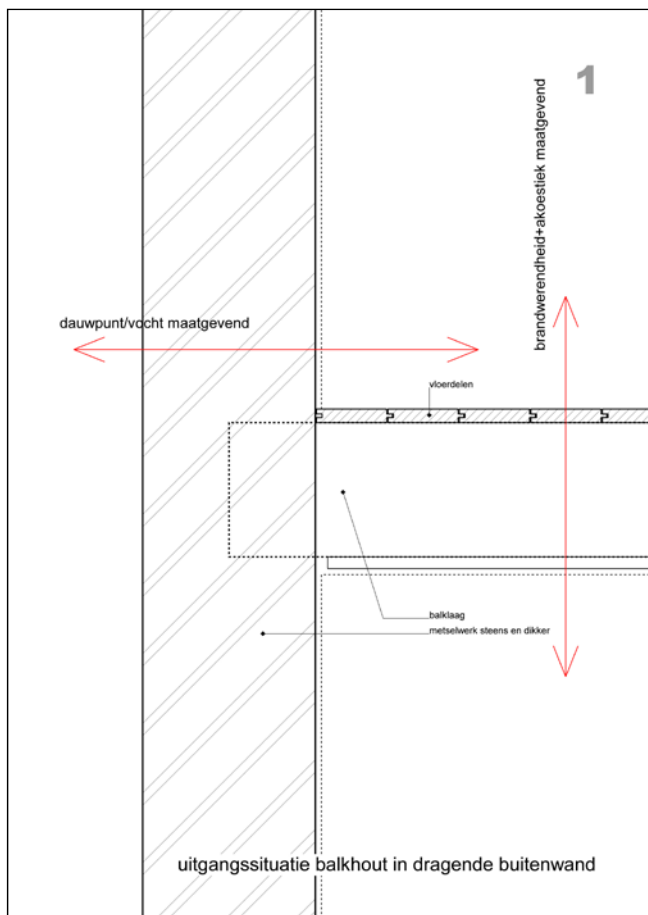 1
brandwerendheid+akoestiek maatgevend
dauwpunt/vocht maatgevend
vloerdelen
balklaag
metselwerk steens en dikker
uitgangssituatie balkhout in dragende buitenwand